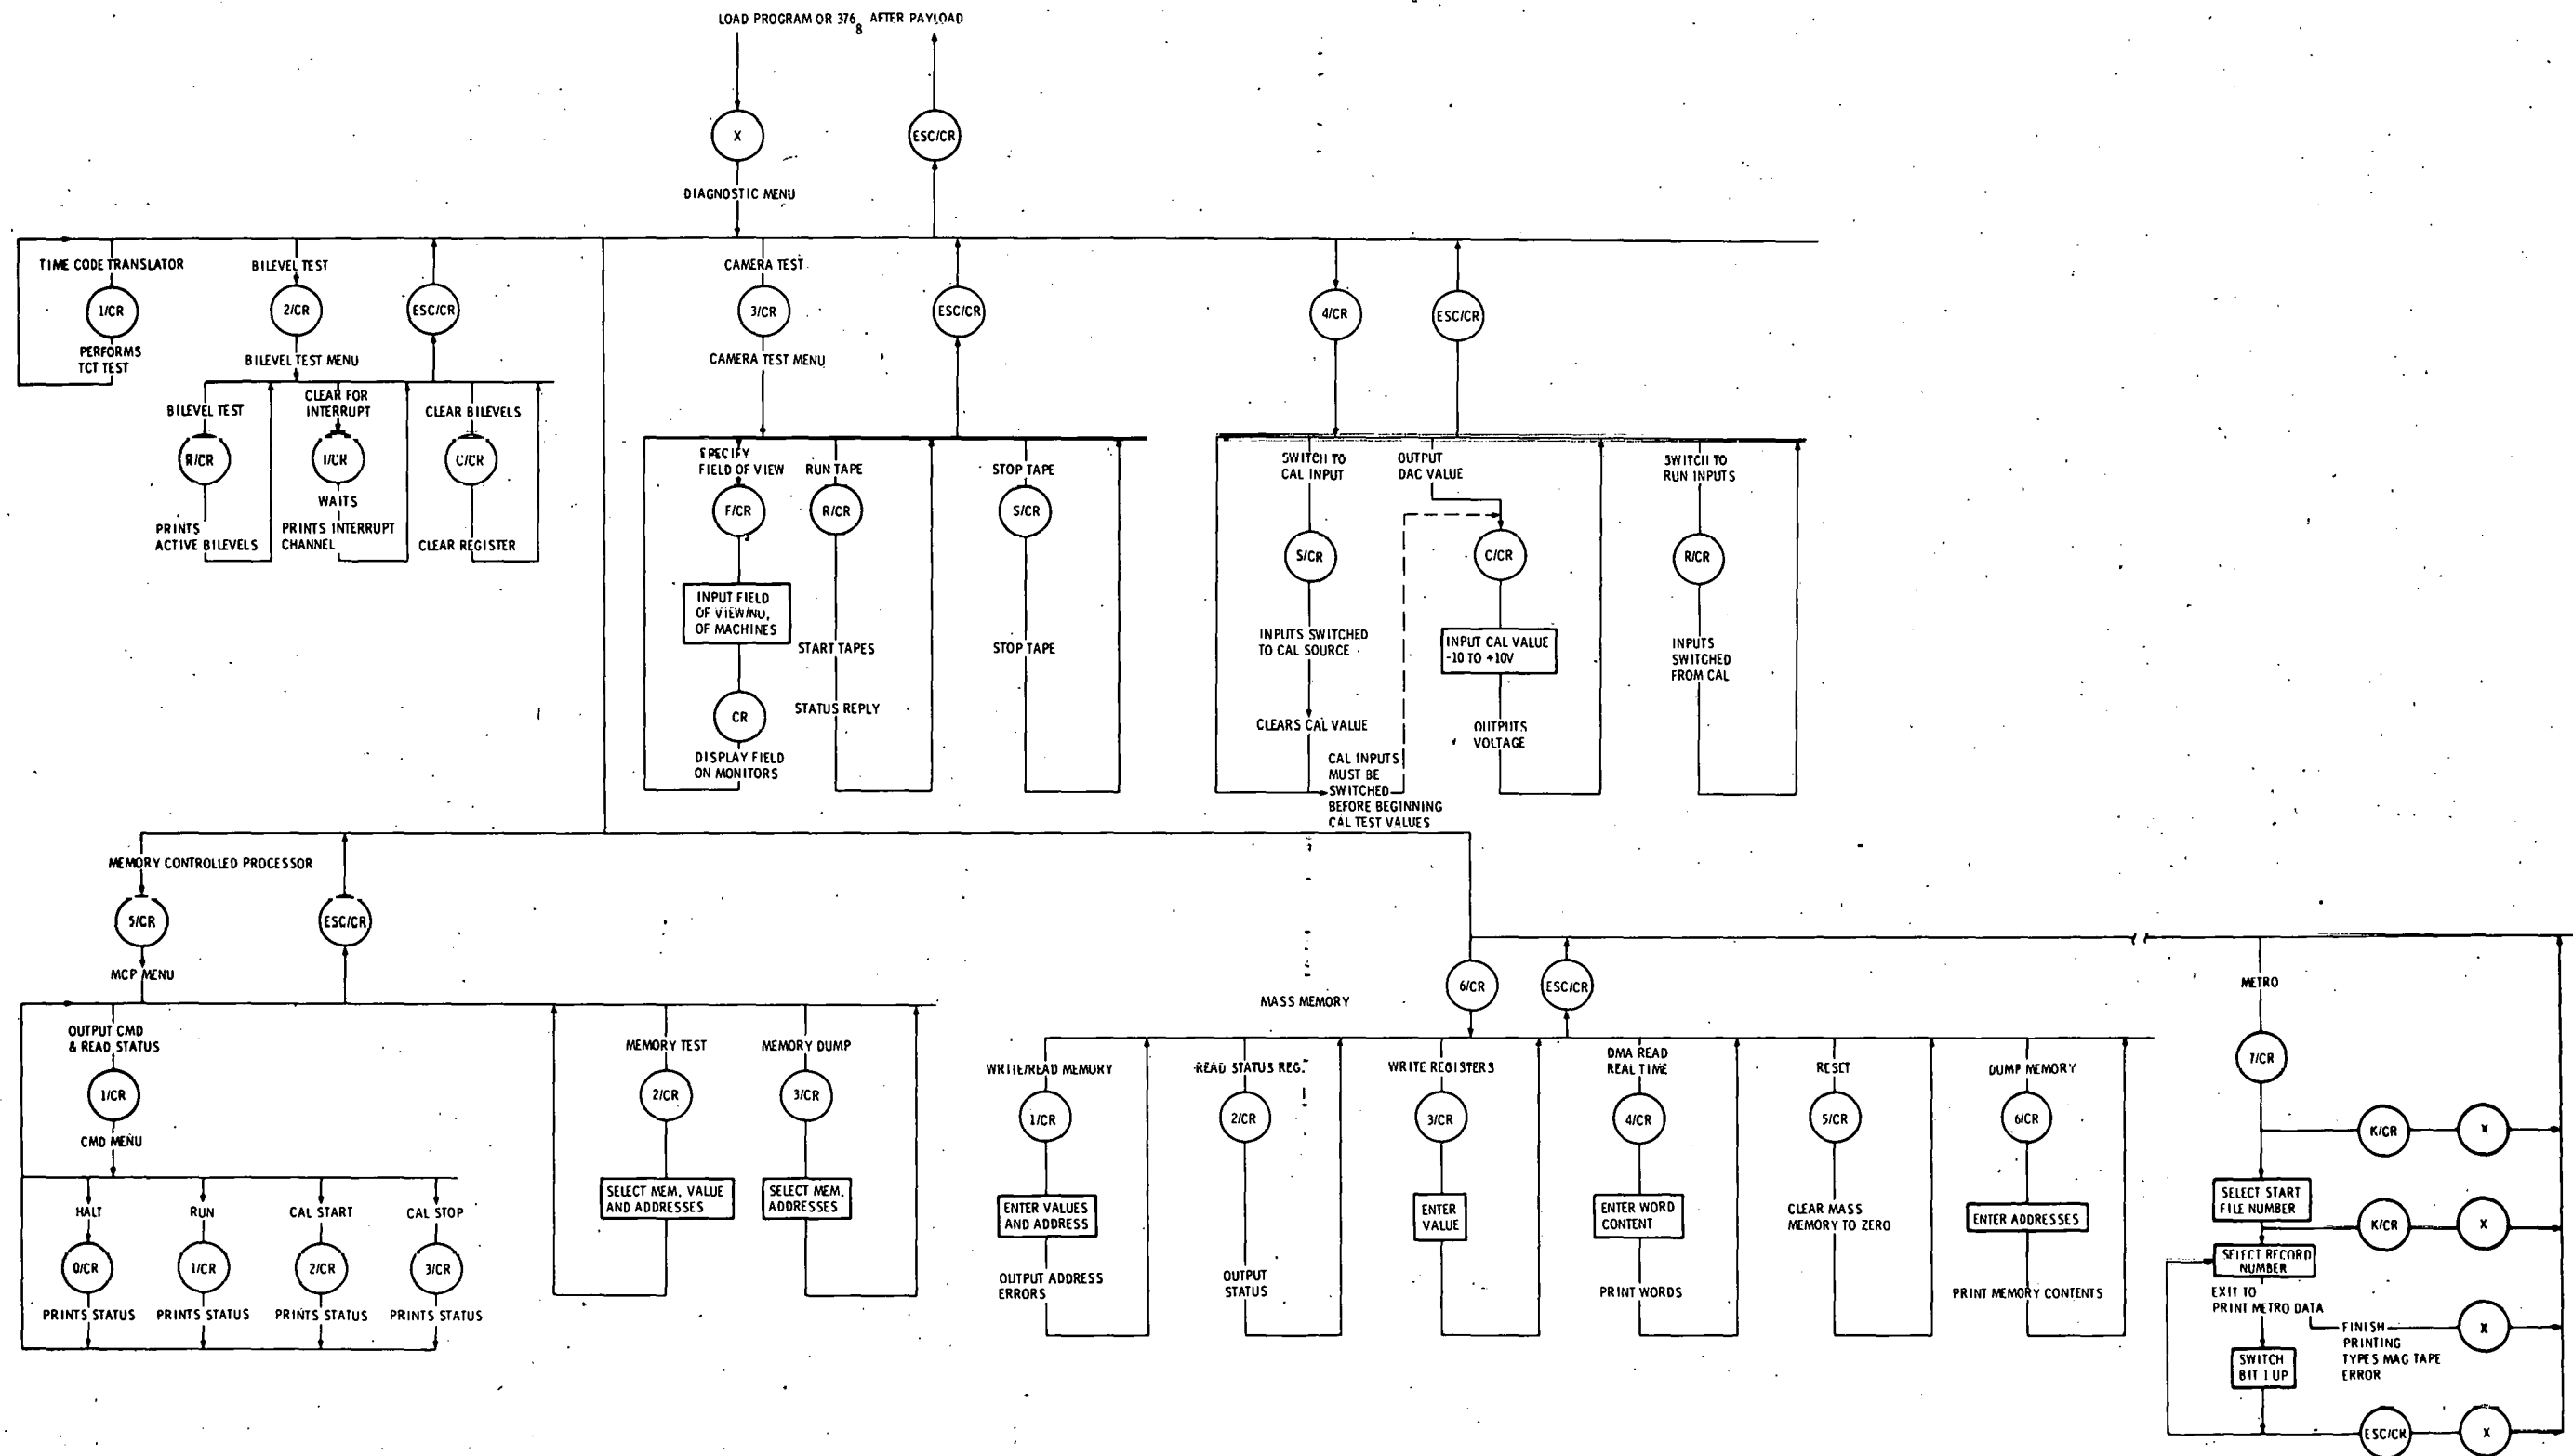 LOAD PROGRAM OR 376 AFTER PAYLOAD
8
X
ESC/CR
DIAGNOSTIC MENU
TIME CODE TRANSLATOR
1/CR
PERFORMS
TCT TEST
BILEVEL TEST
2/CR
BILEVEL TEST MENU
ESC/CR
BILEVEL TEST
R/CR
PRINTS
ACTIVE BILEVELS
CLEAR FOR
INTERRUPT
I/CR
WAITS
PRINTS INTERRUPT
CHANNEL
CLEAR BILEVELS
C/CR
CLEAR REGISTER
CAMERA TEST
3/CR
CAMERA TEST MENU
ESC/CR
SPECIFY
FIELD OF VIEW
F/CR
INPUT FIELD
OF VIEW/NO,
OF MACHINES
CR
DISPLAY FIELD
ON MONITORS
RUN TAPE
R/CR
START TAPES
STATUS REPLY
STOP TAPE
S/CR
STOP TAPE
4/CR
ESC/CR
SWITCH TO
CAL INPUT
S/CR
INPUTS SWITCHED
TO CAL SOURCE
CLEARS CAL VALUE
CAL INPUTS
MUST BE
SWITCHED
BEFORE BEGINNING
CAL TEST VALUES
OUTPUT
DAC VALUE
C/CR
INPUT CAL VALUE
-10 TO +10V
OUTPUTS
VOLTAGE
SWITCH TO
RUN INPUTS
R/CR
INPUTS
SWITCHED
FROM CAL
MEMORY CONTROLLED PROCESSOR
5/CR
MCP MENU
ESC/CR
OUTPUT CMD
& READ STATUS
1/CR
CMD MENU
HALT
0/CR
PRINTS STATUS
RUN
1/CR
PRINTS STATUS
CAL START
2/CR
PRINTS STATUS
CAL STOP
3/CR
PRINTS STATUS
MEMORY TEST
2/CR
SELECT MEM. VALUE
AND ADDRESSES
MEMORY DUMP
3/CR
SELECT MEM.
ADDRESSES
MASS MEMORY
6/CR
ESC/CR
WRITE/READ MEMORY
1/CR
ENTER VALUES
AND ADDRESS
OUTPUT ADDRESS
ERRORS
READ STATUS REG.
2/CR
OUTPUT
STATUS
WRITE REGISTERS
3/CR
ENTER
VALUE
DMA READ
REAL TIME
4/CR
ENTER WORD
CONTENT
PRINT WORDS
RESET
5/CR
CLEAR MASS
MEMORY TO ZERO
DUMP MEMORY
6/CR
ENTER ADDRESSES
PRINT MEMORY CONTENTS
METRO
7/CR
K/CR
X
SELECT START
FILE NUMBER
K/CR
X
SELECT RECORD
NUMBER
EXIT TO
PRINT METRO DATA
FINISH
PRINTING
TYPES MAG TAPE
ERROR
X
SWITCH
BIT 1 UP
ESC/CR
X